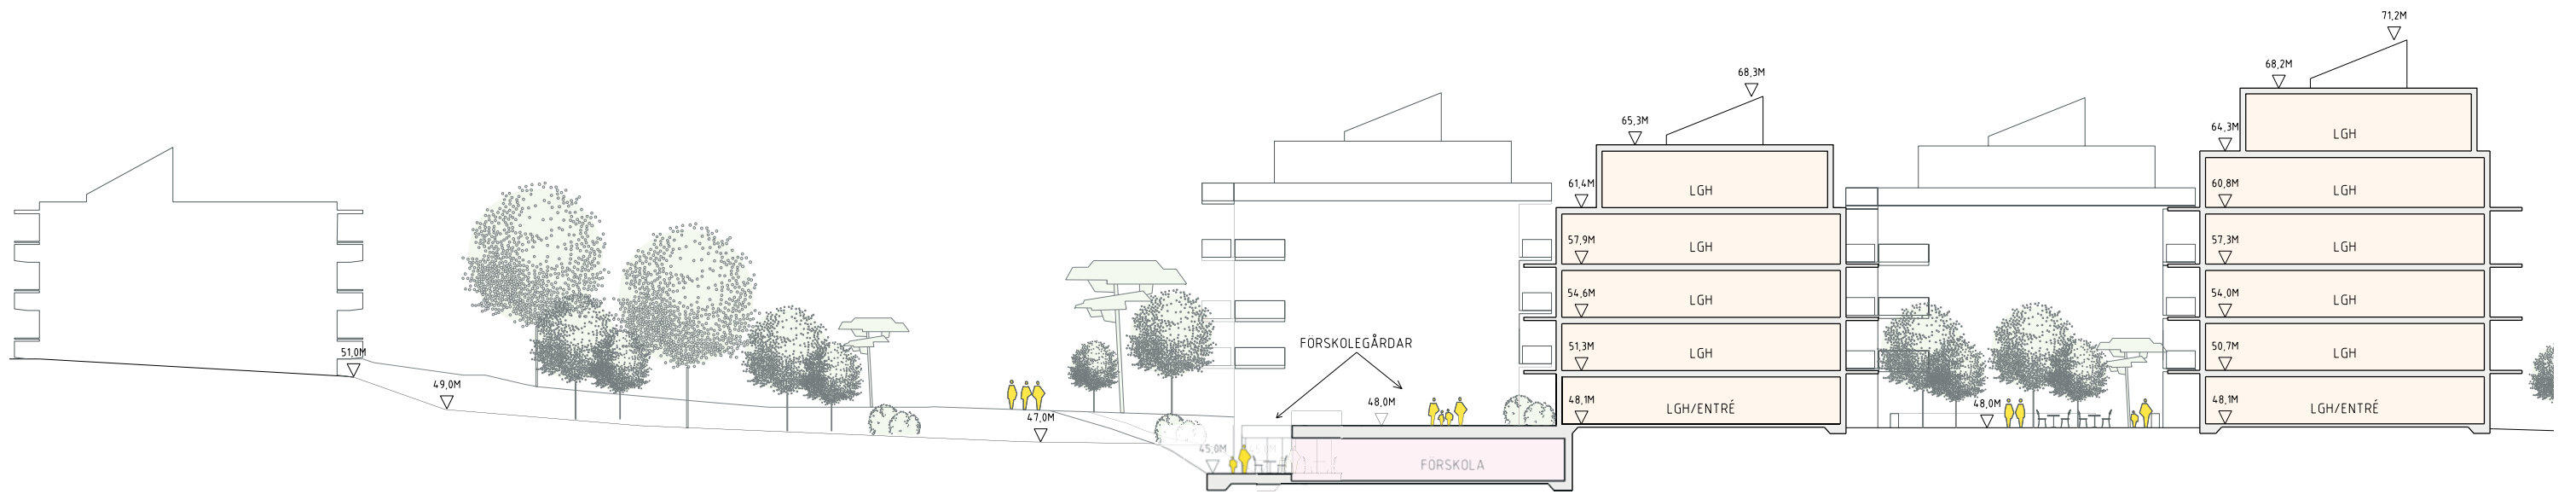 71,2M
68,3M
68,2M
65,3M
64,3M
LGH
61,4M
LGH
60,8M
LGH
57,9M
LGH
57,3M
LGH
54,6M
LGH
54,0M
LGH
FÖRSKOLEGÅRDAR
51,0M
51,3M
LGH
50,7M
LGH
49,0M
48,0M
48,1M
LGH/ENTRÉ
48,0M
48,1M
LGH/ENTRÉ
47,0M
45,0M
FÖRSKOLA